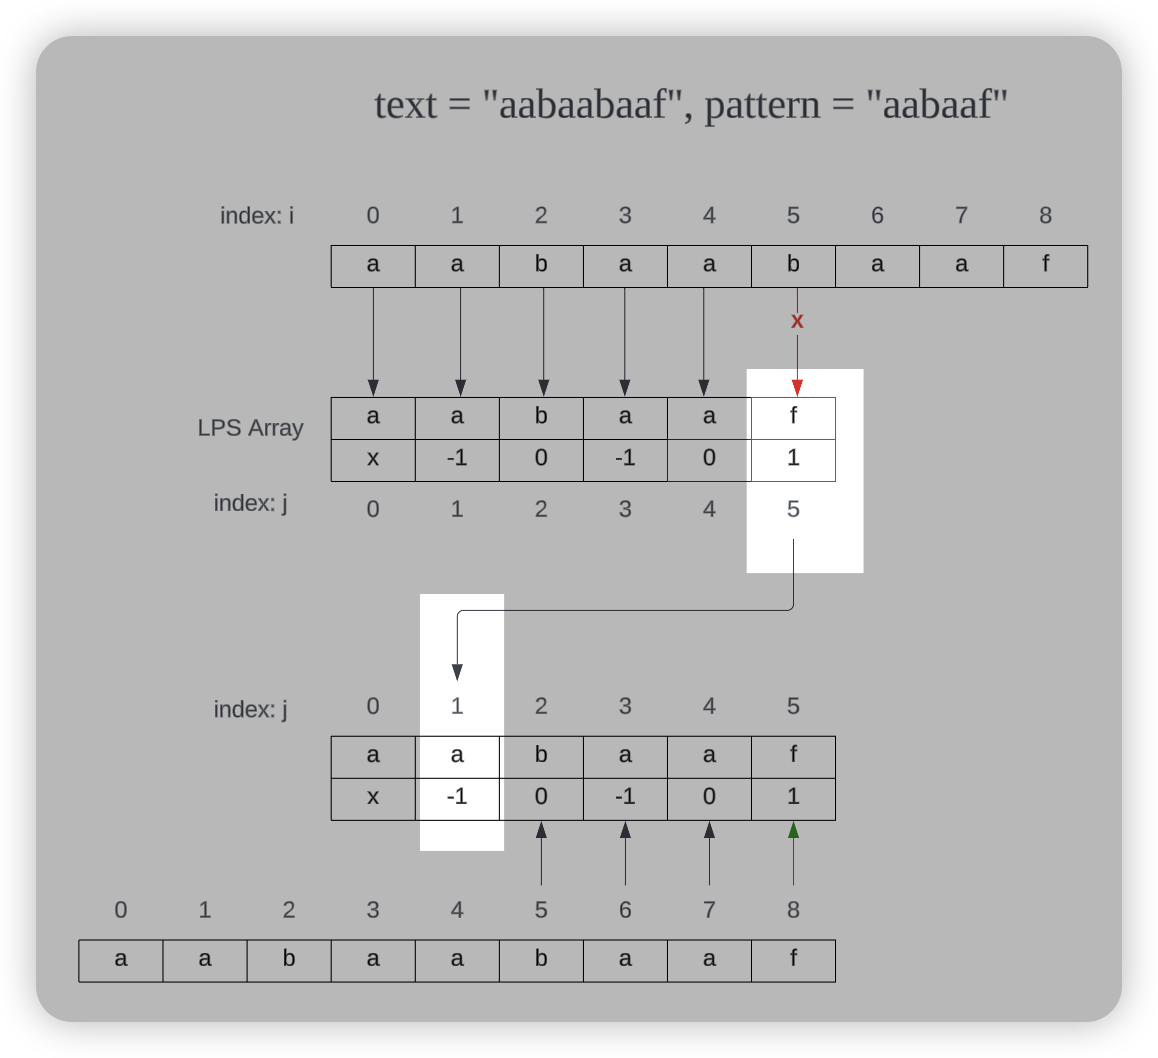 text = "aabaabaaf", pattern = "aabaaf"
index: i 0 1 2 3 4 5 6 7 8
a a b a a b a a f
x
LPS Array
a a b a a f
x -1 0 -1 0 1
index: j 0 1 2 3 4 5
index: j 0 1 2 3 4 5
a a b a a f
x -1 0 -1 0 1
0 1 2 3 4 5 6 7 8
a a b a a b a a f